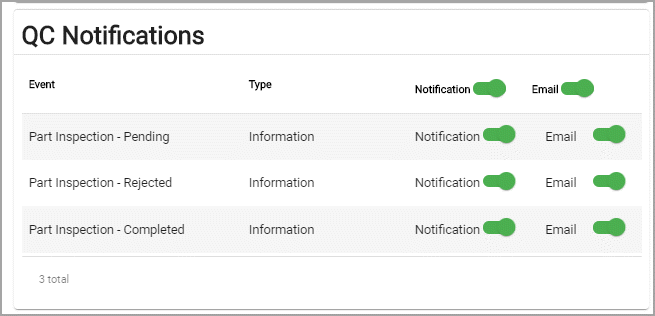 QC Notifications
Event Type Notification Email
Part Inspection - Pending Information Notification Email
Part Inspection - Rejected Information Notification Email
Part Inspection - Completed Information Notification Email
3 total